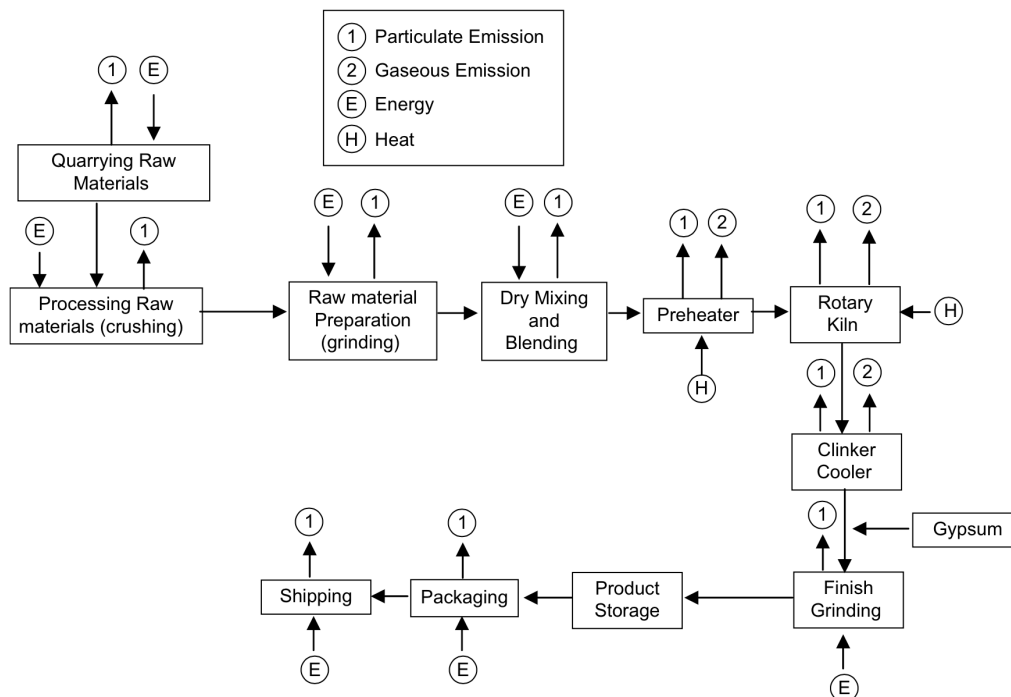 1 Particulate Emission
2 Gaseous Emission
E Energy
H Heat
1 E
Quarrying Raw
Materials
E 1
Processing Raw
materials (crushing)
E 1
Raw material
Preparation
(grinding)
E 1
Dry Mixing
and
Blending
1 2
Preheater
H
1 2
Rotary
Kiln
H
1 2
Clinker
Cooler
Gypsum
1
Finish
Grinding
E
Product
Storage
1
Packaging
E
1
Shipping
E